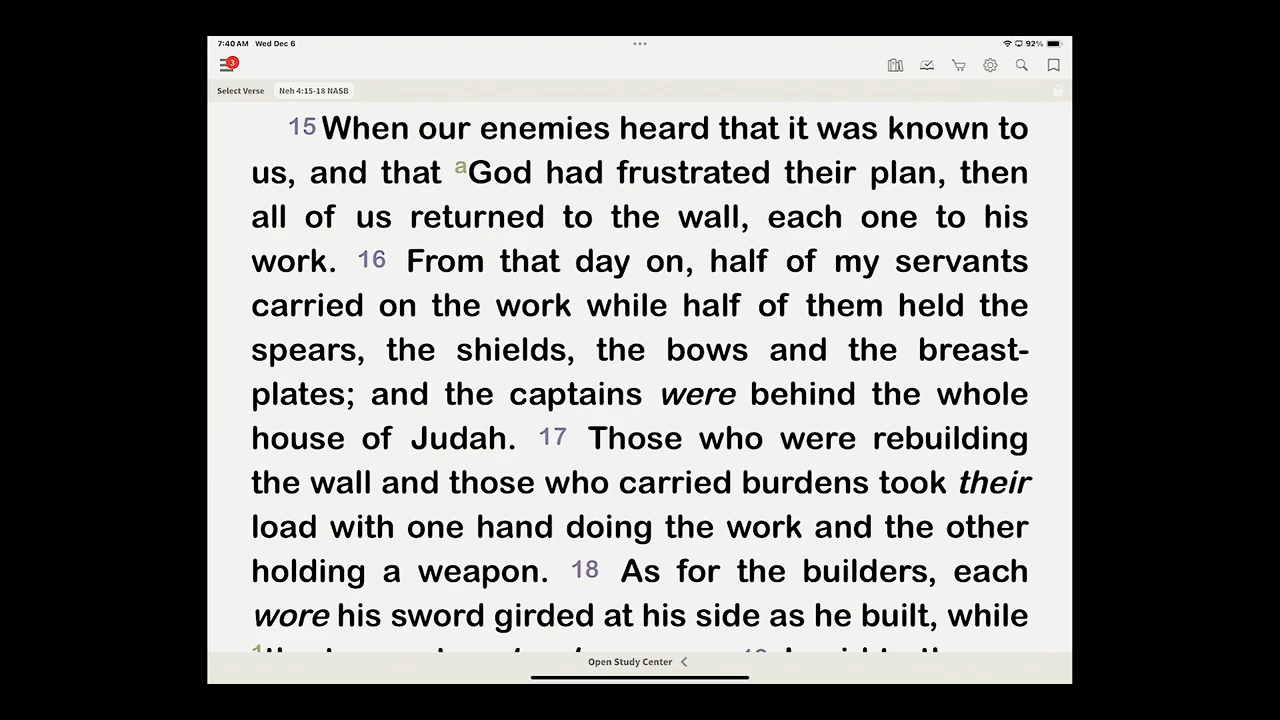 7:40 AM Wed Dec 6
92%
3
Select Verse Neh 4:15-18 NASB
15 When our enemies heard that it was known to
us, and that aGod had frustrated their plan, then
all of us returned to the wall, each one to his
work. 16 From that day on, half of my servants
carried on the work while half of them held the
spears, the shields, the bows and the breast-
plates; and the captains were behind the whole
house of Judah. 17 Those who were rebuilding
the wall and those who carried burdens took their
load with one hand doing the work and the other
holding a weapon. 18 As for the builders, each
wore his sword girded at his side as he built, while
Open Study Center